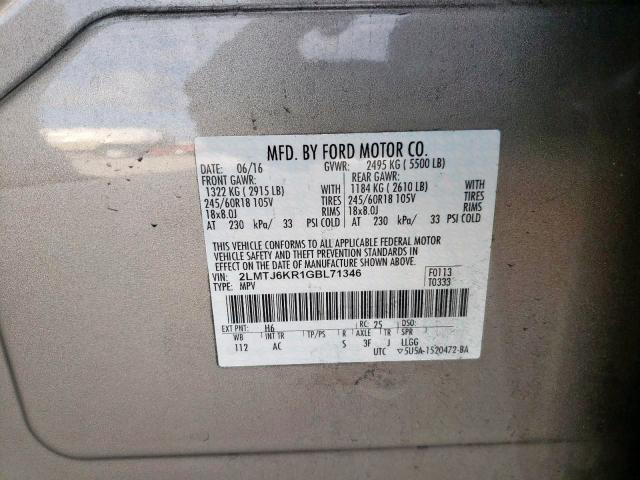 MFD. BY FORD MOTOR CO.
DATE: 06/16 GVWR: 2495 KG ( 5500 LB)
FRONT GAWR: REAR GAWR:
1322 KG ( 2915 LB) WITH 1184 KG ( 2610 LB) WITH
245/60R18 105V TIRES 245/60R18 105V TIRES
18x8.0J RIMS 18x8.0J RIMS
AT 230 kPa/ 33 PSI COLD AT 230 kPa/ 33 PSI COLD
THIS VEHICLE CONFORMS TO ALL APPLICABLE FEDERAL MOTOR
VEHICLE SAFETY AND THEFT PREVENTION STANDARDS IN
EFFECT ON THE DATE OF MANUFACTURE SHOWN ABOVE.
VIN: 2LMTJ6KR1GBL71346 F0113
TYPE: MPV T0333
EXT PNT: H6 RC: 25 DSO:
WB INT TR TP/PS R AXLE TR SPR
112 AC S 3F J LLGG
UTC ▽5U5A-1520472-BA